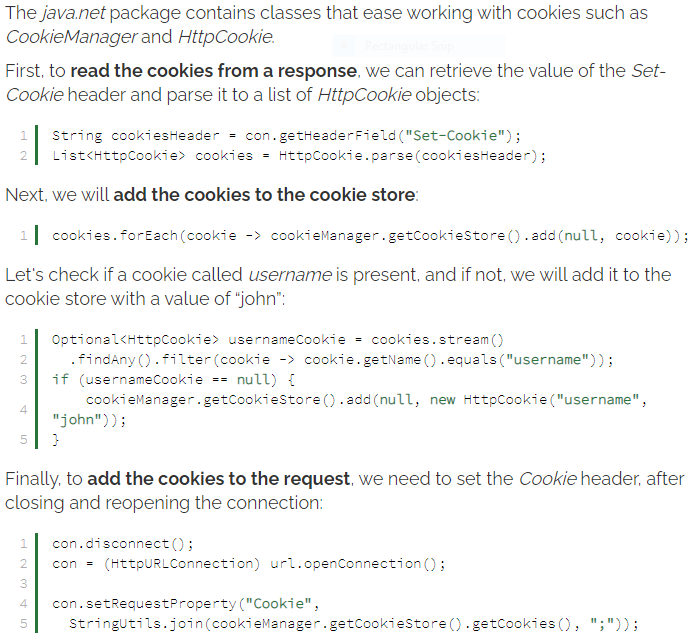 The java.net package contains classes that ease working with cookies such as
CookieManager and HttpCookie.
Rectangular Snip
First, to read the cookies from a response, we can retrieve the value of the Set-
Cookie header and parse it to a list of HttpCookie objects:
1 String cookiesHeader = con.getHeaderField("Set-Cookie");
2 List<HttpCookie> cookies = HttpCookie.parse(cookiesHeader);
Next, we will add the cookies to the cookie store:
1 cookies.forEach(cookie -> cookieManager.getCookieStore().add(null, cookie));
Let's check if a cookie called username is present, and if not, we will add it to the
cookie store with a value of “john”:
1 Optional<HttpCookie> usernameCookie = cookies.stream()
2 .findAny().filter(cookie -> cookie.getName().equals("username"));
3 if (usernameCookie == null) {
4 cookieManager.getCookieStore().add(null, new HttpCookie("username",
"john"));
5 }
Finally, to add the cookies to the request, we need to set the Cookie header, after
closing and reopening the connection:
1 con.disconnect();
2 con = (HttpURLConnection) url.openConnection();
3
4 con.setRequestProperty("Cookie",
5 StringUtils.join(cookieManager.getCookieStore().getCookies(), ";"));